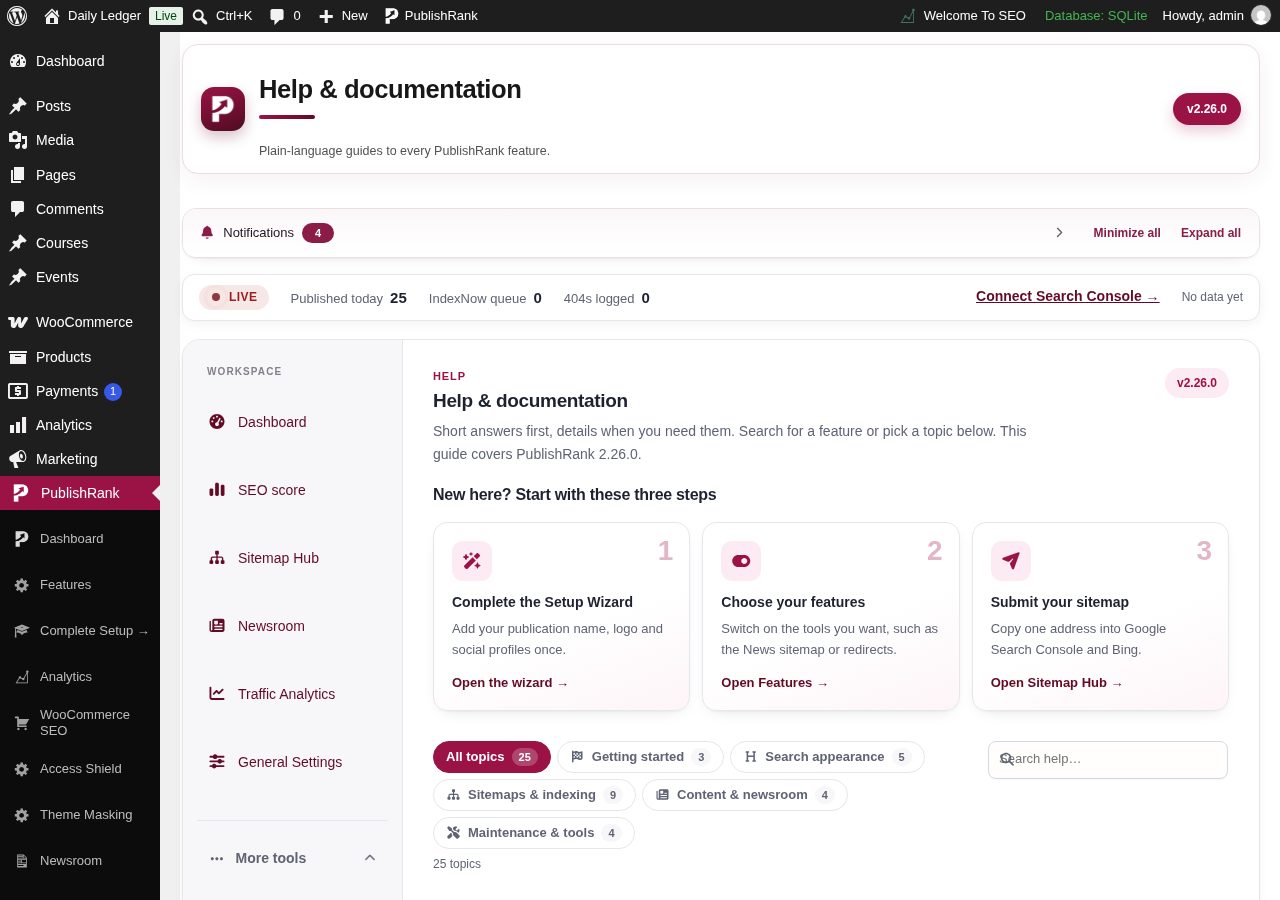 Daily Ledger Live Ctrl+K 0 New PublishRank Welcome To SEO Database: SQLite Howdy, admin
Dashboard
Posts
Media
Pages
Comments
Courses
Events
WooCommerce
Products
Payments 1
Analytics
Marketing
PublishRank
Dashboard
Features
Complete Setup →
Analytics
WooCommerce
SEO
Access Shield
Theme Masking
Newsroom
Help & documentation
Plain-language guides to every PublishRank feature.
v2.26.0
Notifications 4 Minimize all Expand all
LIVE Published today 25 IndexNow queue 0 404s logged 0 Connect Search Console → No data yet
WORKSPACE
Dashboard
SEO score
Sitemap Hub
Newsroom
Traffic Analytics
General Settings
More tools
HELP
Help & documentation
v2.26.0
Short answers first, details when you need them. Search for a feature or pick a topic below. This
guide covers PublishRank 2.26.0.
New here? Start with these three steps
1
Complete the Setup Wizard
Add your publication name, logo and
social profiles once.
Open the wizard →
2
Choose your features
Switch on the tools you want, such as
the News sitemap or redirects.
Open Features →
3
Submit your sitemap
Copy one address into Google
Search Console and Bing.
Open Sitemap Hub →
All topics 25 Getting started 3 Search appearance 5
Sitemaps & indexing 9 Content & newsroom 4
Maintenance & tools 4
Search help…
25 topics